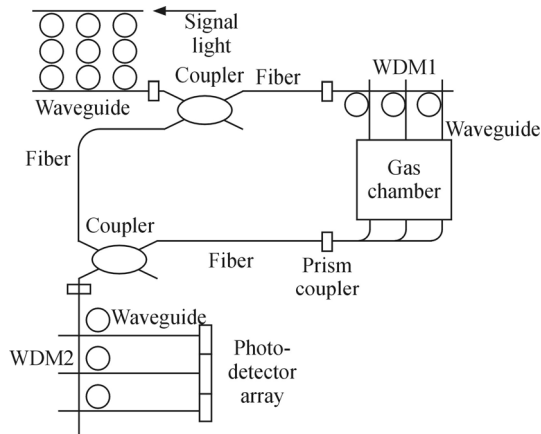 Signal
light
Coupler
Fiber
WDM1
Waveguide
Waveguide
Fiber
Gas
chamber
Coupler
Fiber
Prism
coupler
Waveguide
WDM2
Photo-
detector
array